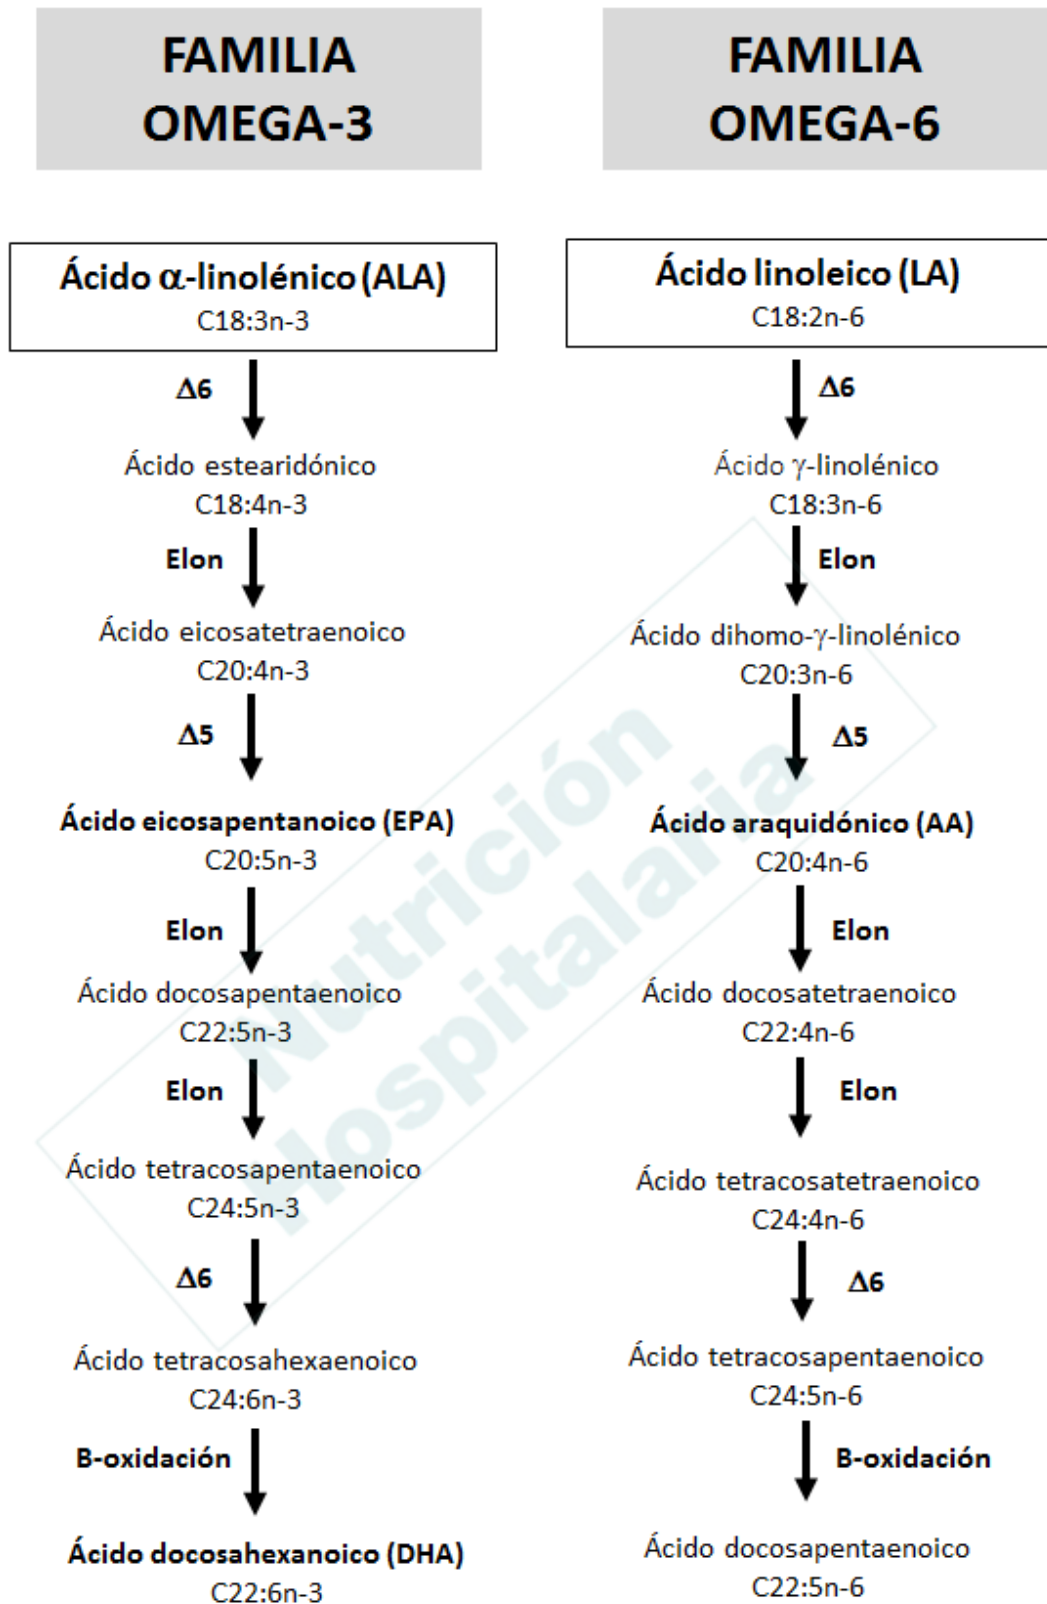 FAMILIA
OMEGA-3
Ácido α-linolénico (ALA)
C18:3n-3
Δ6
Ácido estearidónico
C18:4n-3
Elon
Ácido eicosatetraenoico
C20:4n-3
Δ5
Ácido eicosapentanoico (EPA)
C20:5n-3
Elon
Ácido docosapentaenoico
C22:5n-3
Elon
Ácido tetracosapentaenoico
C24:5n-3
Δ6
Ácido tetracosahexaenoico
C24:6n-3
B-oxidación
Ácido docosahexanoico (DHA)
C22:6n-3
FAMILIA
OMEGA-6
Ácido linoleico (LA)
C18:2n-6
Δ6
Ácido γ-linolénico
C18:3n-6
Elon
Ácido dihomo-γ-linolénico
C20:3n-6
Δ5
Ácido araquidónico (AA)
C20:4n-6
Elon
Ácido docosatetraenoico
C22:4n-6
Elon
Ácido tetracosatetraenoico
C24:4n-6
Δ6
Ácido tetracosapentaenoico
C24:5n-6
B-oxidación
Ácido docosapentaenoico
C22:5n-6
Nutrición
Hospitalaria